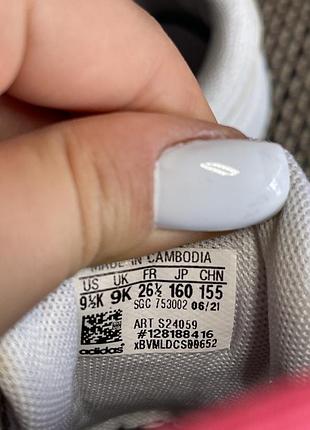 MADE IN CAMBODIA
US UK FR JP CHN
9½K 9K 26½ 160 155
SGC 753002 06/21
ART S24059
#128188416
adidas xBVMLDCS00652